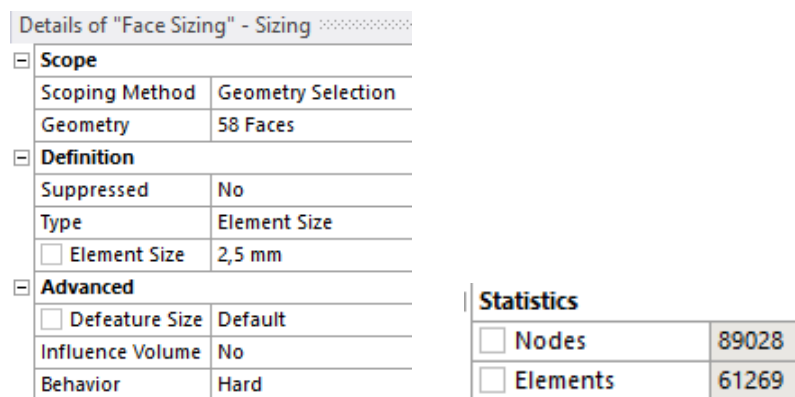 Details of "Face Sizing" - Sizing
Scope
Scoping Method Geometry Selection
Geometry 58 Faces
Definition
Suppressed No
Type Element Size
Element Size 2,5 mm
Advanced
Defeature Size Default
Influence Volume No
Behavior Hard
Statistics
Nodes 89028
Elements 61269